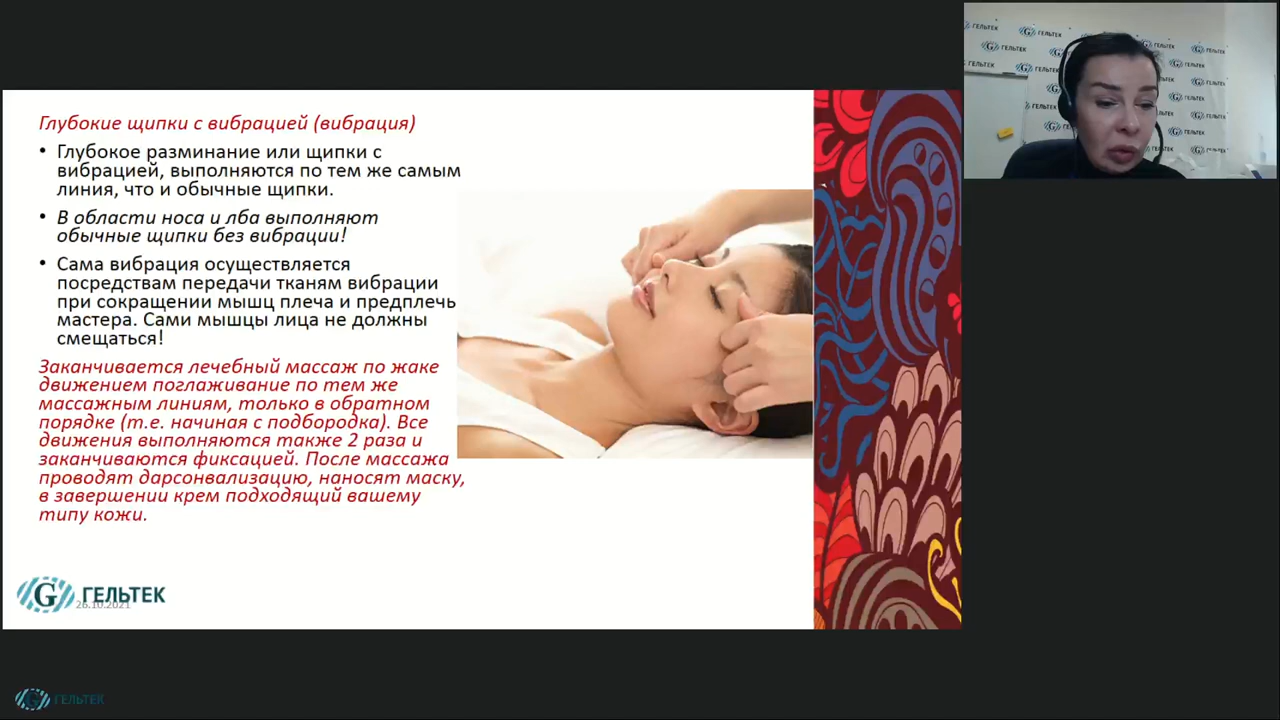 Глубокие щипки с вибрацией (вибрация)
• Глубокое разминание или щипки с
вибрацией, выполняются по тем же самым
линия, что и обычные щипки.
• В области носа и лба выполняют
обычные щипки без вибрации!
• Сама вибрация осуществляется
посредствам передачи тканям вибрации
при сокращении мышц плеча и предплечь
мастера. Сами мышцы лица не должны
смещаться!
Заканчивается лечебный массаж по жаке
движением поглаживание по тем же
массажным линиям, только в обратном
порядке (т.е. начиная с подбородка). Все
движения выполняются также 2 раза и
заканчиваются фиксацией. После массажа
проводят дарсонвализацию, наносят маску,
в завершении крем подходящий вашему
типу кожи.
G ГЕЛЬТЕК
26.10.2021
G ГЕЛЬТЕК
ГЕЛЬТЕК